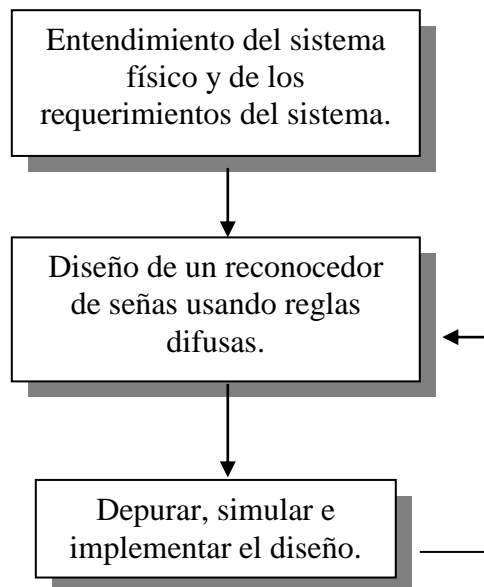 Entendimiento del sistema
físico y de los
requerimientos del sistema.
Diseño de un reconocedor
de señas usando reglas
difusas.
Depurar, simular e
implementar el diseño.